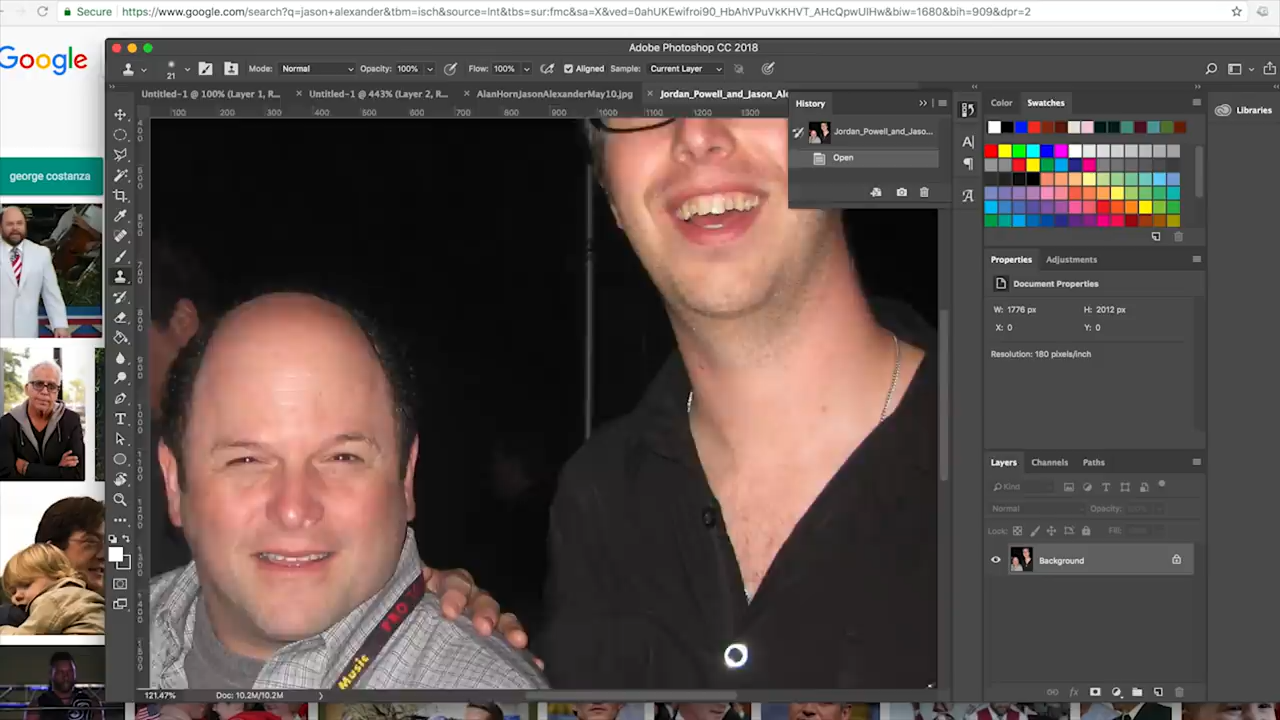 Secure
https://www.google.com/search?q=jason+alexander&tbm=isch&source=lnt&tbs=sur:fmc&sa=X&ved=0ahUKEwifroi90_HbAhVPuVkKHVT_AHcQpwUIHw&biw=1680&bih=909&dpr=2
Google
george costanza
Adobe Photoshop CC 2018
21
Mode: Normal
Opacity: 100%
Flow: 100%
Aligned
Sample: Current Layer
Untitled-1 @ 100% (Layer 1, R...
Untitled-1 @ 443% (Layer 2, R...
AlanHornJasonAlexanderMay10.jpg
Jordan_Powell_and_Jason_Al
100 200 300 400 500 600 700 800 900 1000 1100 1200 1300
History
Jordan_Powell_and_Jaso...
Open
Color
Swatches
Libraries
Properties
Adjustments
Document Properties
W: 1776 px
H: 2012 px
X: 0
Y: 0
Resolution: 180 pixels/inch
Layers
Channels
Paths
Kind
Normal
Opacity:
Lock:
Fill:
Background
PRO
Music
121.47%
Doc: 10.2M/10.2M